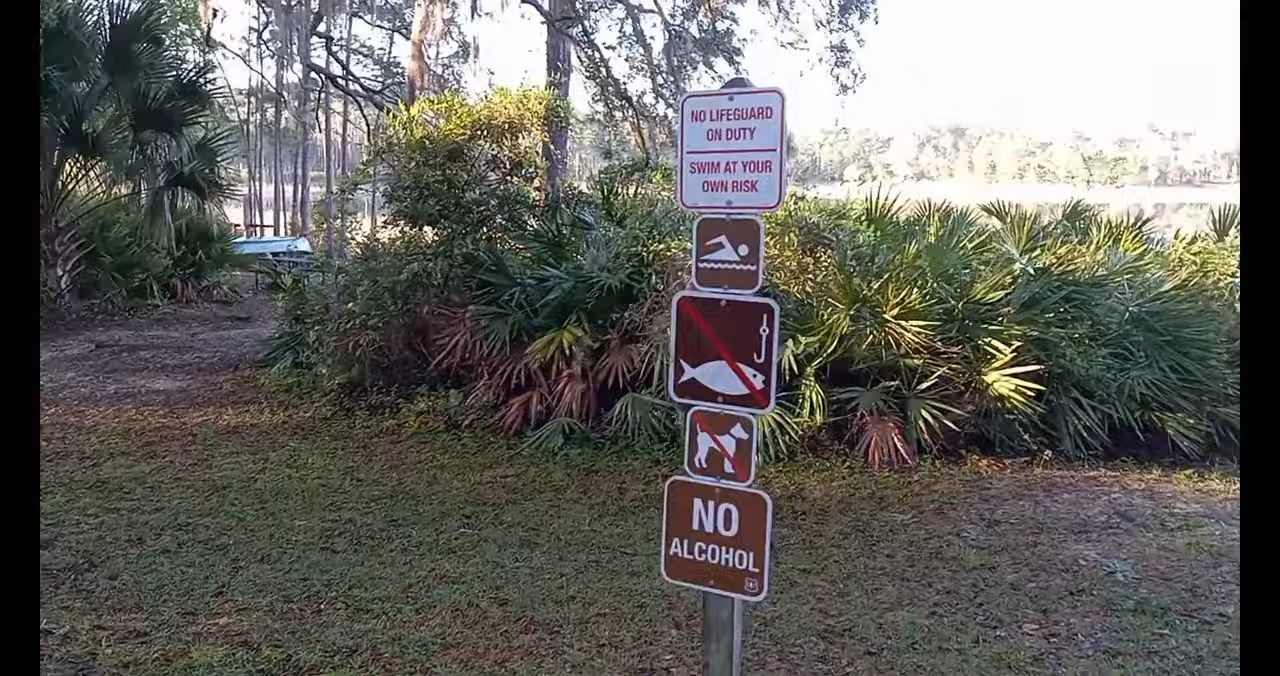 NO LIFEGUARD
ON DUTY
SWIM AT YOUR
OWN RISK
NO
ALCOHOL